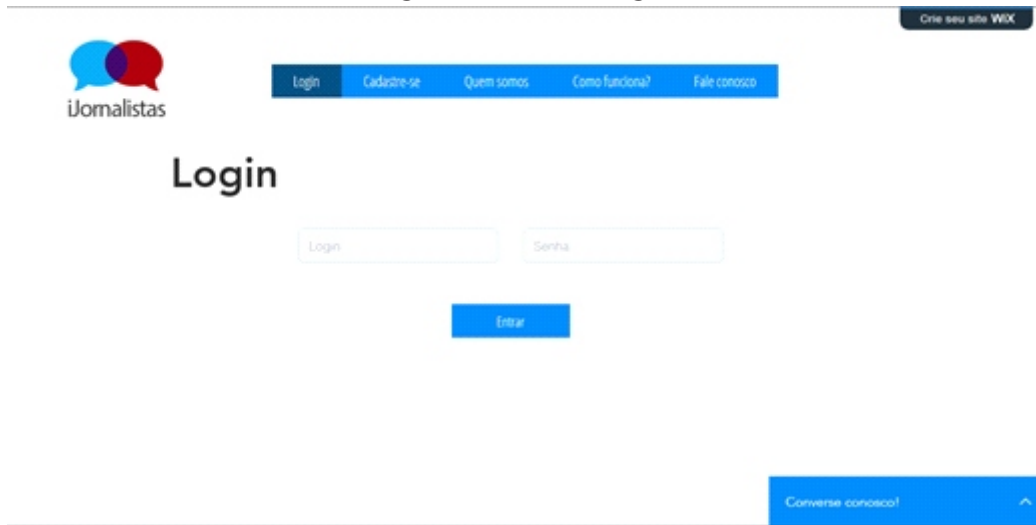 Crie seu site WIX
iJornalistas
Login Cadastre-se Quem somos Como funciona? Fale conosco
Login
Login Senha
Entrar
Converse conosco!